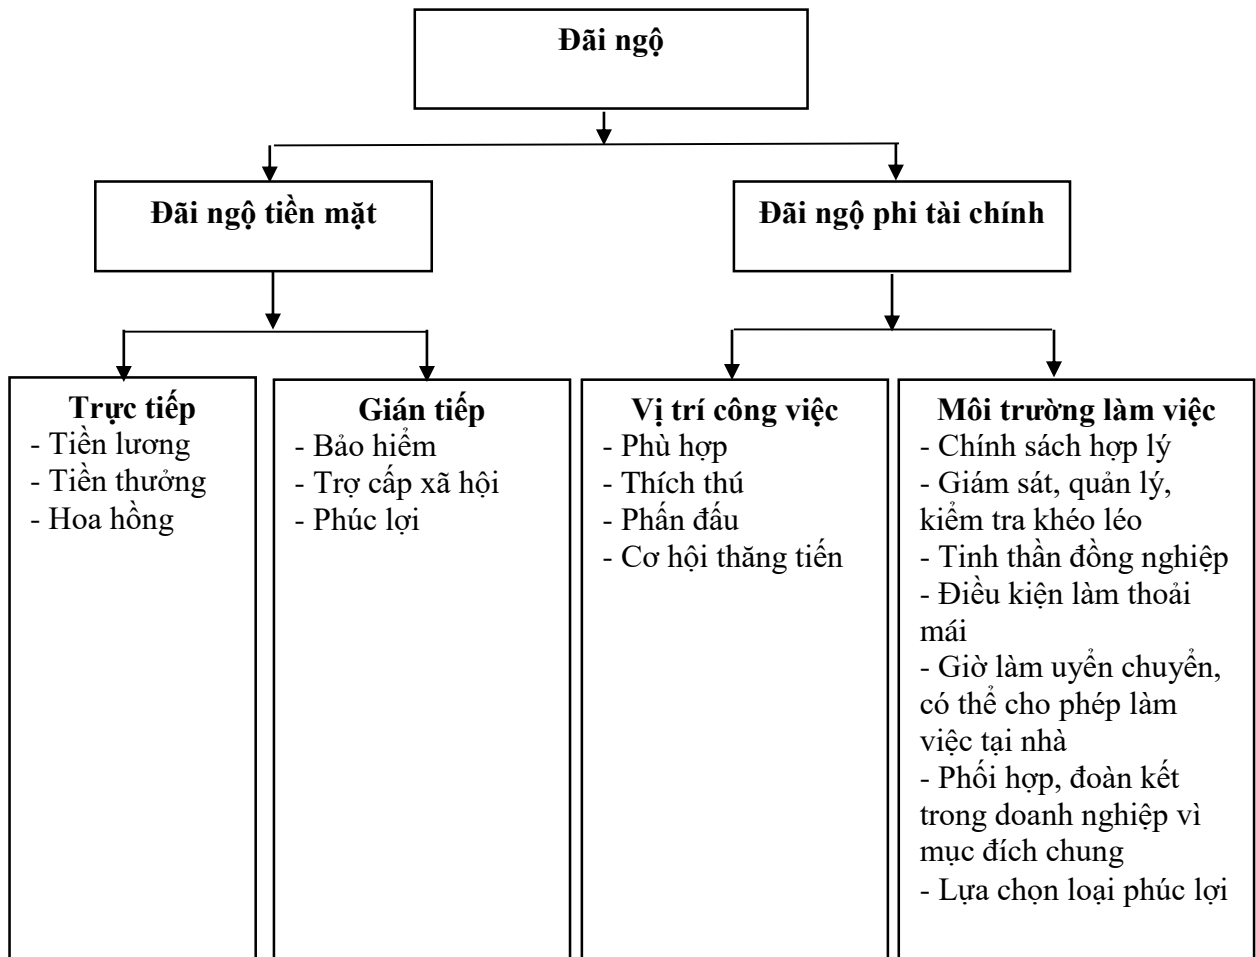 Đãi ngộ
Đãi ngộ tiền mặt
Đãi ngộ phi tài chính
Trực tiếp
- Tiền lương
- Tiền thưởng
- Hoa hồng
Gián tiếp
- Bảo hiểm
- Trợ cấp xã hội
- Phúc lợi
Vị trí công việc
- Phù hợp
- Thích thú
- Phấn đấu
- Cơ hội thăng tiến
Môi trường làm việc
- Chính sách hợp lý
- Giám sát, quản lý,
kiểm tra khéo léo
- Tinh thần đồng nghiệp
- Điều kiện làm thoải
mái
- Giờ làm uyển chuyển,
có thể cho phép làm
việc tại nhà
- Phối hợp, đoàn kết
trong doanh nghiệp vì
mục đích chung
- Lựa chọn loại phúc lợi